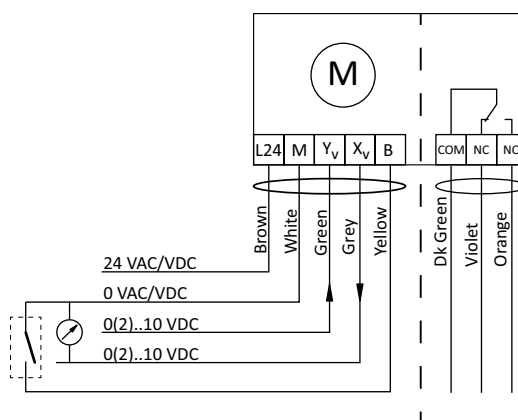 M
L24 M Yv Xv B COM NC NO
Brown White Green Grey Yellow Dk Green Violet Orange
24 VAC/VDC
0 VAC/VDC
0(2)..10 VDC
0(2)..10 VDC